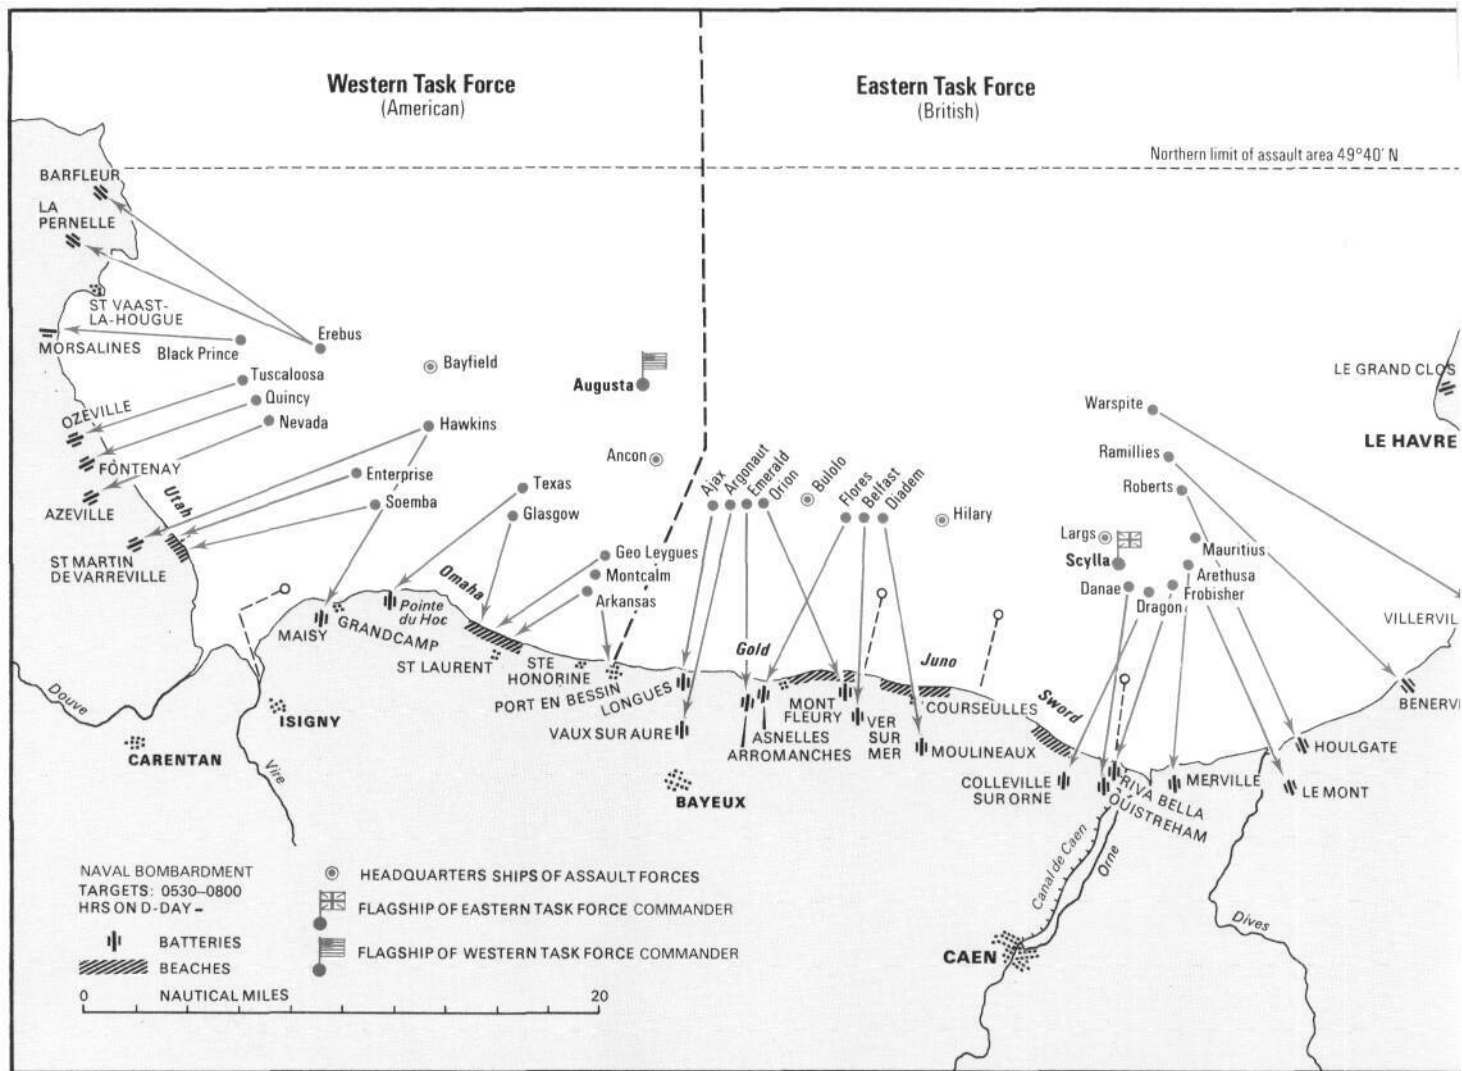 Western Task Force
(American)
Eastern Task Force
(British)
Northern limit of assault area 49°40' N
BARFLEUR
LA
PERNELLE
ST VAAST-
LA-HOUGUE
MORSALINES
Black Prince
Erebus
Bayfield
Augusta
Tuscaloosa
Quincy
Nevada
OZEVILLE
FONTENAY
AZEVILLE
Utah
ST MARTIN
DE VARREVILLE
Hawkins
Enterprise
Soemba
Texas
Glasgow
Ancon
Geo Leygues
Montcalm
Arkansas
Ajax
Argonaut
Emerald
Orion
Bulolo
Flores
Belfast
Diadem
Hilary
Largs
Scylla
Danae
Dragon
Warspite
Ramillies
Roberts
Mauritius
Arethusa
Frobisher
LE GRAND CLOS
LE HAVRE
VILLERVIL
BENERVI
HOULGATE
LE MONT
MERVILLE
RIVA BELLA
OUISTREHAM
COLLEVILLE
SUR ORNE
Sword
Juno
COURSEULLES
MOULINEAUX
VER
SUR
MER
MONT
FLEURY
Gold
ASNELLES
ARROMANCHES
VAUX SUR AURE
LONGUES
PORT EN BESSIN
STE
HONORINE
ST LAURENT
Omaha
Pointe
du Hoc
GRANDCAMP
MAISY
ISIGNY
CARENTAN
Douve
Vire
BAYEUX
CAEN
Canal de Caen
Orne
Dives
NAVAL BOMBARDMENT
TARGETS: 0530–0800
HRS ON D-DAY –
BATTERIES
BEACHES
0 NAUTICAL MILES 20
HEADQUARTERS SHIPS OF ASSAULT FORCES
FLAGSHIP OF EASTERN TASK FORCE COMMANDER
FLAGSHIP OF WESTERN TASK FORCE COMMANDER